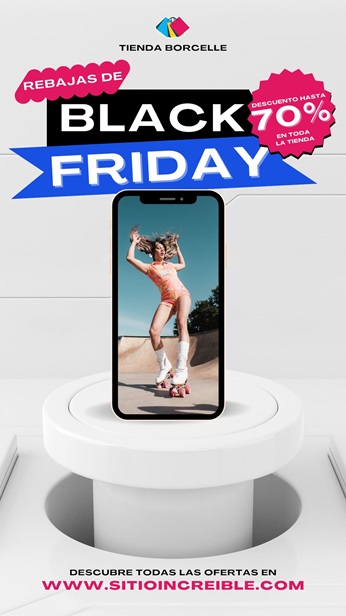 TIENDA BORCELLE
REBAJAS DE
BLACK
FRIDAY
DESCUENTO HASTA
70%
EN TODA
LA TIENDA
DESCUBRE TODAS LAS OFERTAS EN
WWW.SITIOINCREIBLE.COM